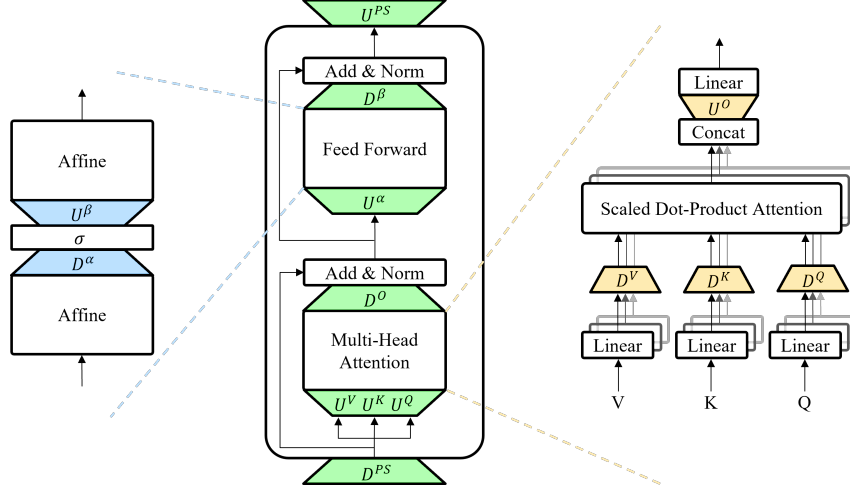 Affine
U^β
σ
D^α
Affine
U^{PS}
Add & Norm
D^β
Feed Forward
U^α
Add & Norm
D^O
Multi-Head
Attention
U^V U^K U^Q
D^{PS}
Linear
U^O
Concat
Scaled Dot-Product Attention
D^V D^K D^Q
Linear Linear Linear
V K Q